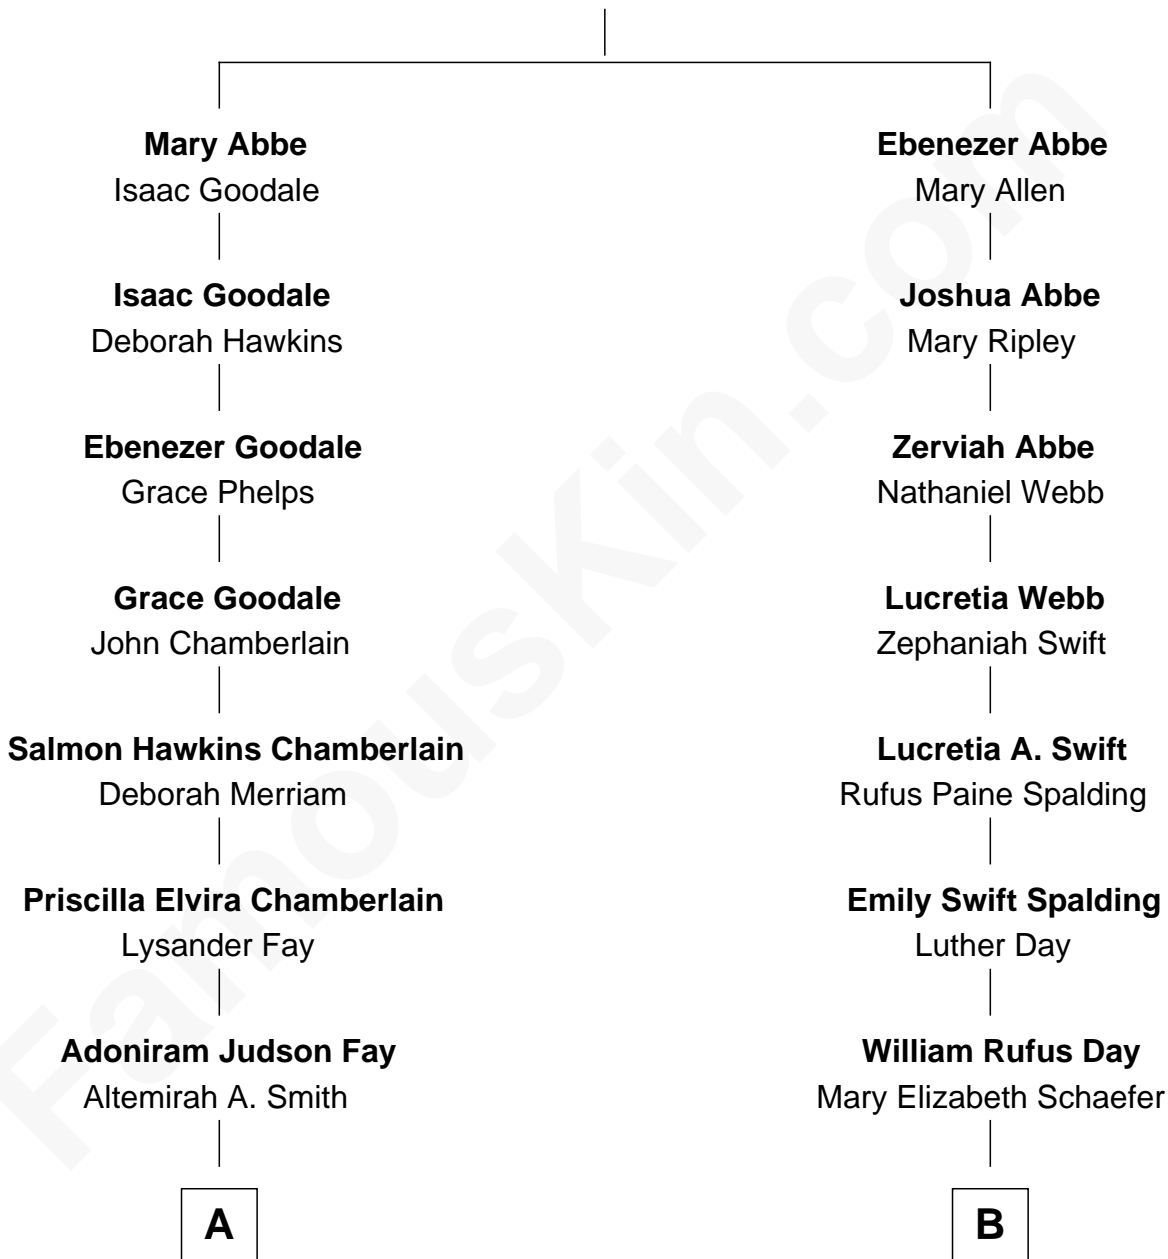 Mary Abbe
Isaac Goodale
Isaac Goodale
Deborah Hawkins
Ebenezer Goodale
Grace Phelps
Grace Goodale
John Chamberlain
Salmon Hawkins Chamberlain
Deborah Merriam
Priscilla Elvira Chamberlain
Lysander Fay
Adoniram Judson Fay
Altemirah A. Smith
A
Ebenezer Abbe
Mary Allen
Joshua Abbe
Mary Ripley
Zerviah Abbe
Nathaniel Webb
Lucretia Webb
Zephaniah Swift
Lucretia A. Swift
Rufus Paine Spalding
Emily Swift Spalding
Luther Day
William Rufus Day
Mary Elizabeth Schaefer
B
FamousKin.com